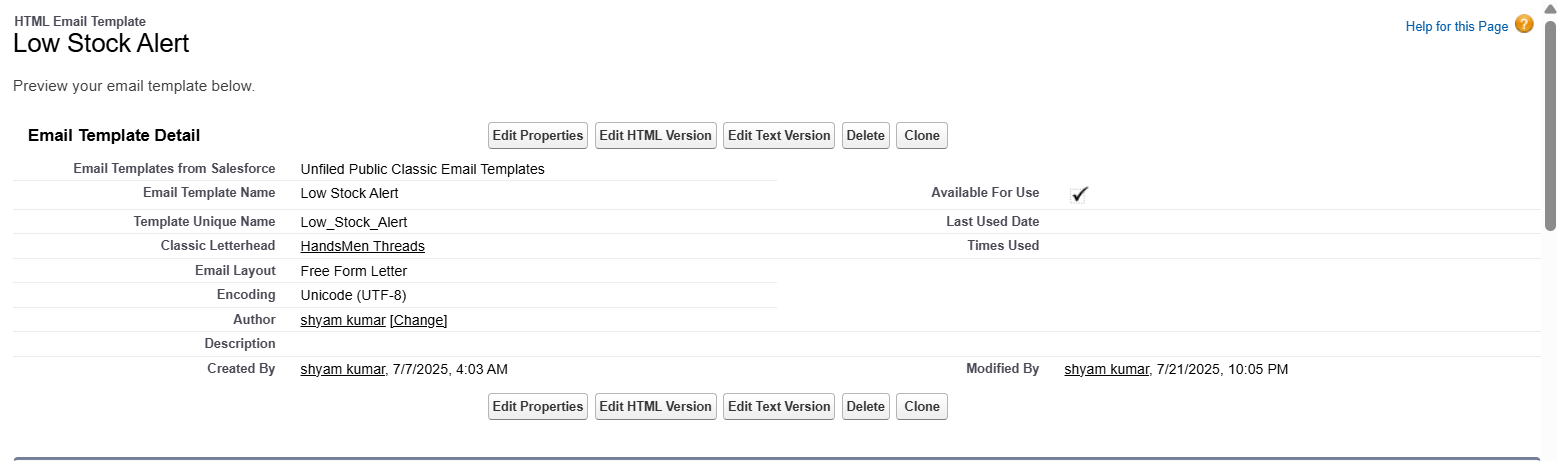 HTML Email Template
Low Stock Alert
Help for this Page ?
Preview your email template below.
Email Template Detail
Edit Properties Edit HTML Version Edit Text Version Delete Clone
Email Templates from Salesforce Unfiled Public Classic Email Templates
Email Template Name Low Stock Alert Available For Use ✓
Template Unique Name Low_Stock_Alert Last Used Date
Classic Letterhead HandsMen Threads Times Used
Email Layout Free Form Letter
Encoding Unicode (UTF-8)
Author shyam kumar [Change]
Description
Created By shyam kumar, 7/7/2025, 4:03 AM Modified By shyam kumar, 7/21/2025, 10:05 PM
Edit Properties Edit HTML Version Edit Text Version Delete Clone